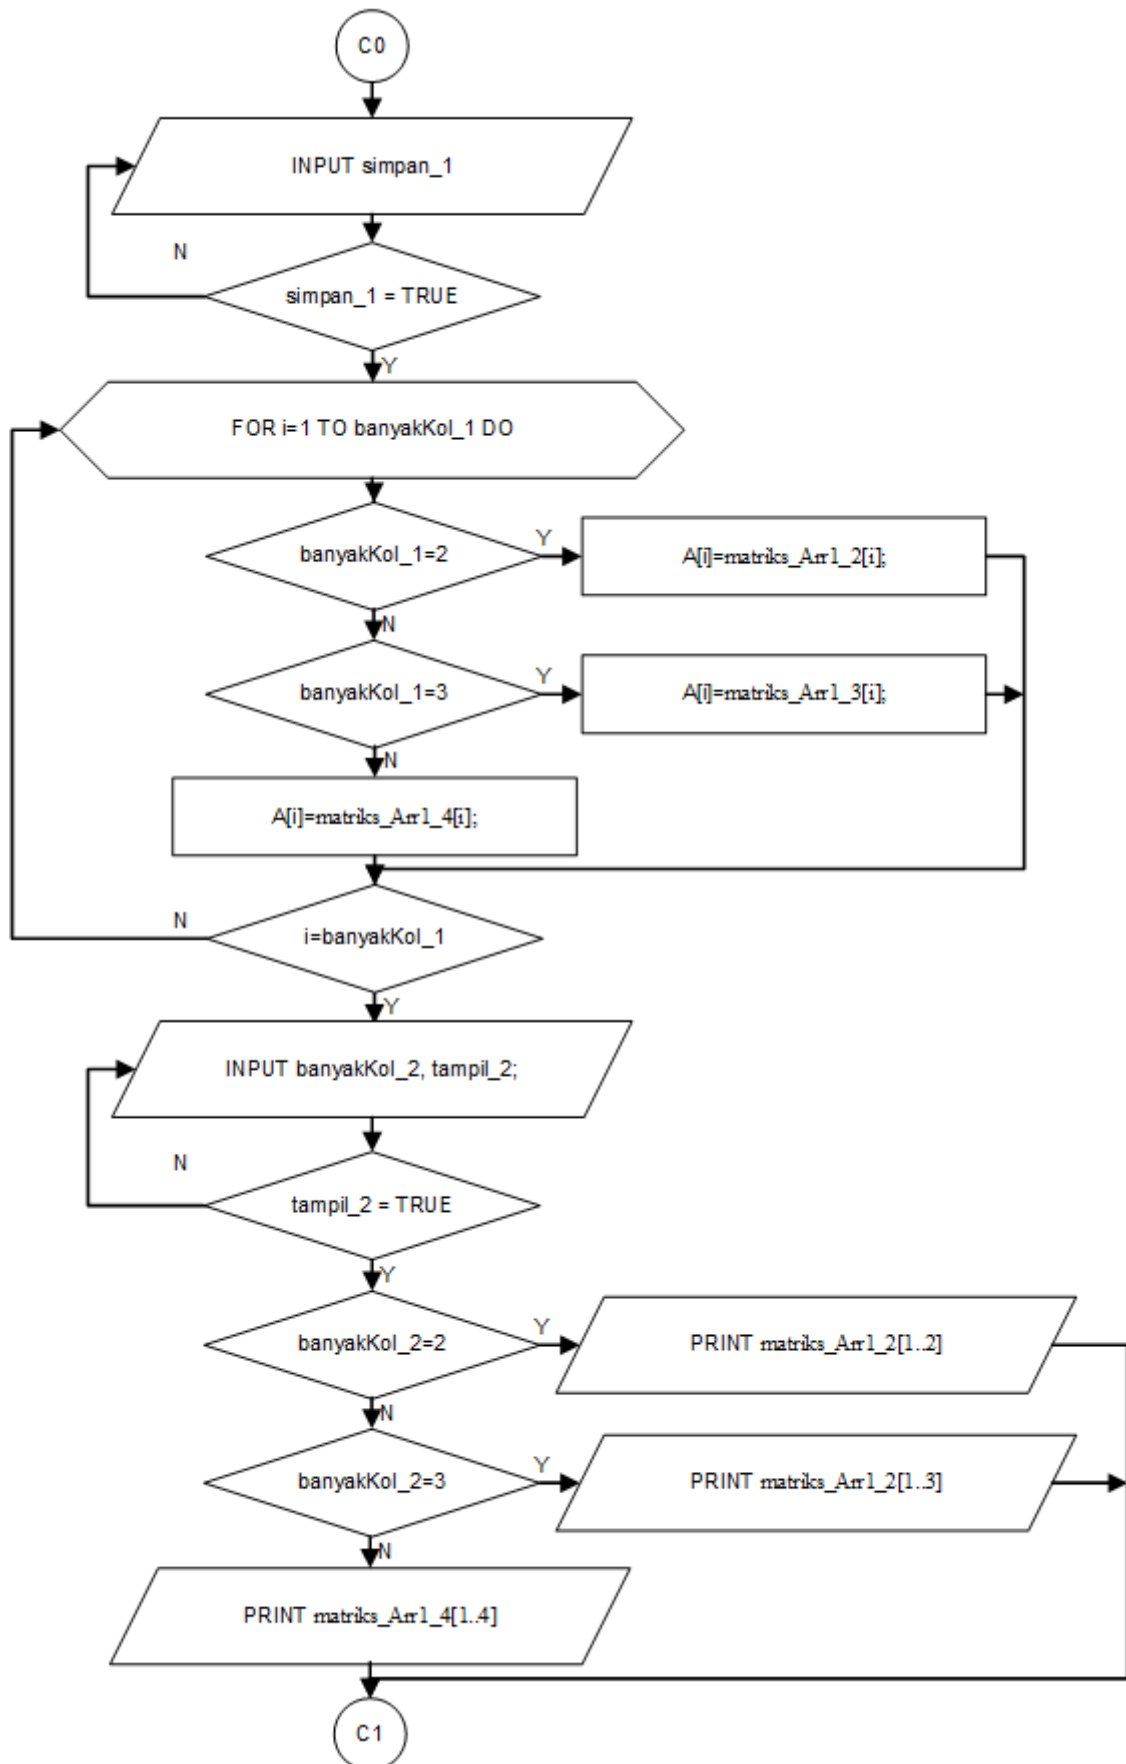 C0
INPUT simpan_1
N
simpan_1 = TRUE
Y
FOR i=1 TO banyakKol_1 DO
banyakKol_1=2
Y
A[i]=matriks_Arr1_2[i];
N
banyakKol_1=3
Y
A[i]=matriks_Arr1_3[i];
N
A[i]=matriks_Arr1_4[i];
N
i=banyakKol_1
Y
INPUT banyakKol_2, tampil_2;
N
tampil_2 = TRUE
Y
banyakKol_2=2
Y
PRINT matriks_Arr1_2[1..2]
N
banyakKol_2=3
Y
PRINT matriks_Arr1_2[1..3]
N
PRINT matriks_Arr1_4[1..4]
C1